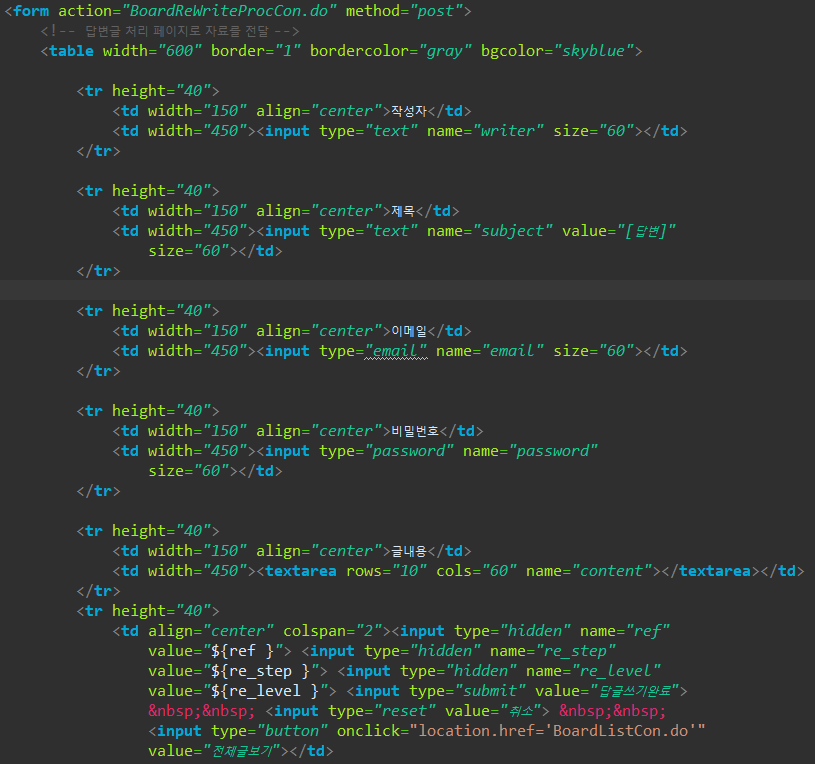 <form action="BoardReWriteProcCon.do" method="post">
<!-- 답변글 처리 페이지로 자료를 전달 -->
<table width="600" border="1" bordercolor="gray" bgcolor="skyblue">
<tr height="40">
<td width="150" align="center">작성자</td>
<td width="450"><input type="text" name="writer" size="60"></td>
</tr>
<tr height="40">
<td width="150" align="center">제목</td>
<td width="450"><input type="text" name="subject" value="[답변]"
size="60"></td>
</tr>
<tr height="40">
<td width="150" align="center">이메일</td>
<td width="450"><input type="email" name="email" size="60"></td>
</tr>
<tr height="40">
<td width="150" align="center">비밀번호</td>
<td width="450"><input type="password" name="password"
size="60"></td>
</tr>
<tr height="40">
<td width="150" align="center">글내용</td>
<td width="450"><textarea rows="10" cols="60" name="content"></textarea></td>
</tr>
<tr height="40">
<td align="center" colspan="2"><input type="hidden" name="ref"
value="${ref }"> <input type="hidden" name="re_step"
value="${re_step }"> <input type="hidden" name="re_level"
value="${re_level }"> <input type="submit" value="답글쓰기완료">
&nbsp;&nbsp; <input type="reset" value="취소"> &nbsp;&nbsp;
<input type="button" onclick="location.href='BoardListCon.do'"
value="전체글보기"></td>